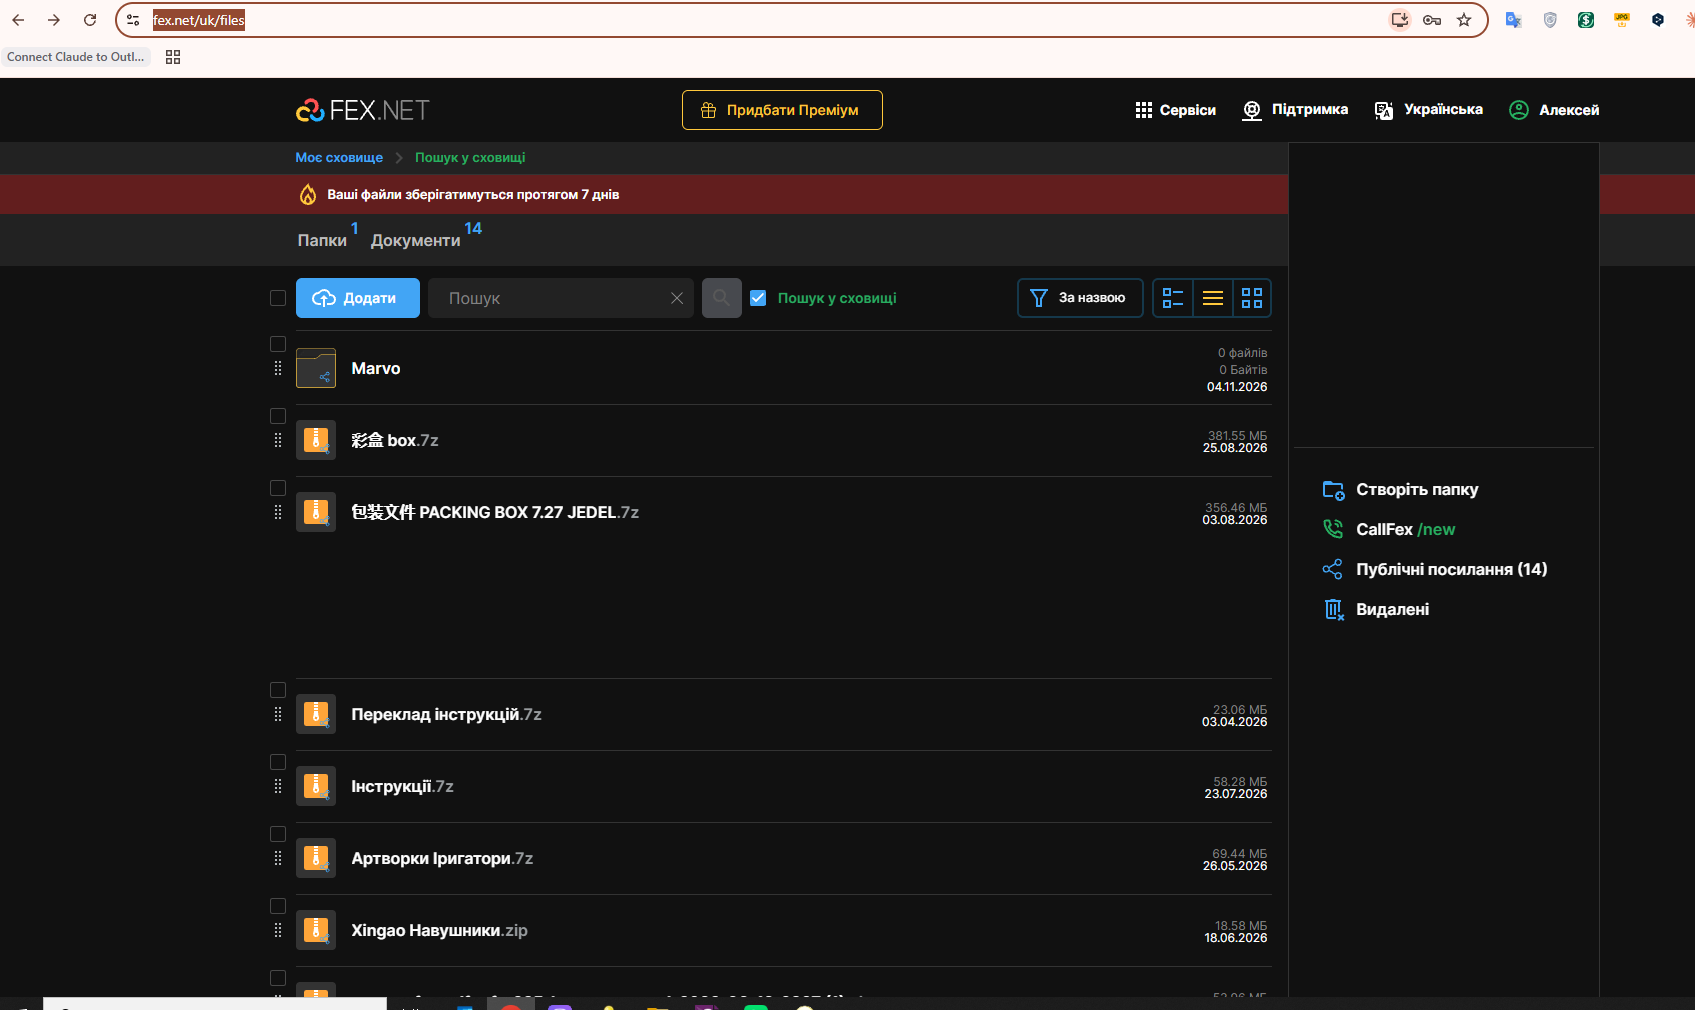 fex.net/uk/files
Connect Claude to Outl...
FEX.NET
Придбати Преміум
Сервіси
Підтримка
Українська
Алексей
Моє сховище
Пошук у сховищі
Ваші файли зберігатимуться протягом 7 днів
Папки 1
Документи 14
Додати
Пошук
Пошук у сховищі
За назвою
Marvo
0 файлів
0 Байтів
04.11.2026
彩盒 box.7z
381.55 МБ
25.08.2026
包装文件 PACKING BOX 7.27 JEDEL.7z
356.46 МБ
03.08.2026
Переклад інструкцій.7z
23.06 МБ
03.04.2026
Інструкції.7z
58.28 МБ
23.07.2026
Артворки Іригатори.7z
69.44 МБ
26.05.2026
Xingao Навушники.zip
18.58 МБ
18.06.2026
Створіть папку
CallFex /new
Публічні посилання (14)
Видалені